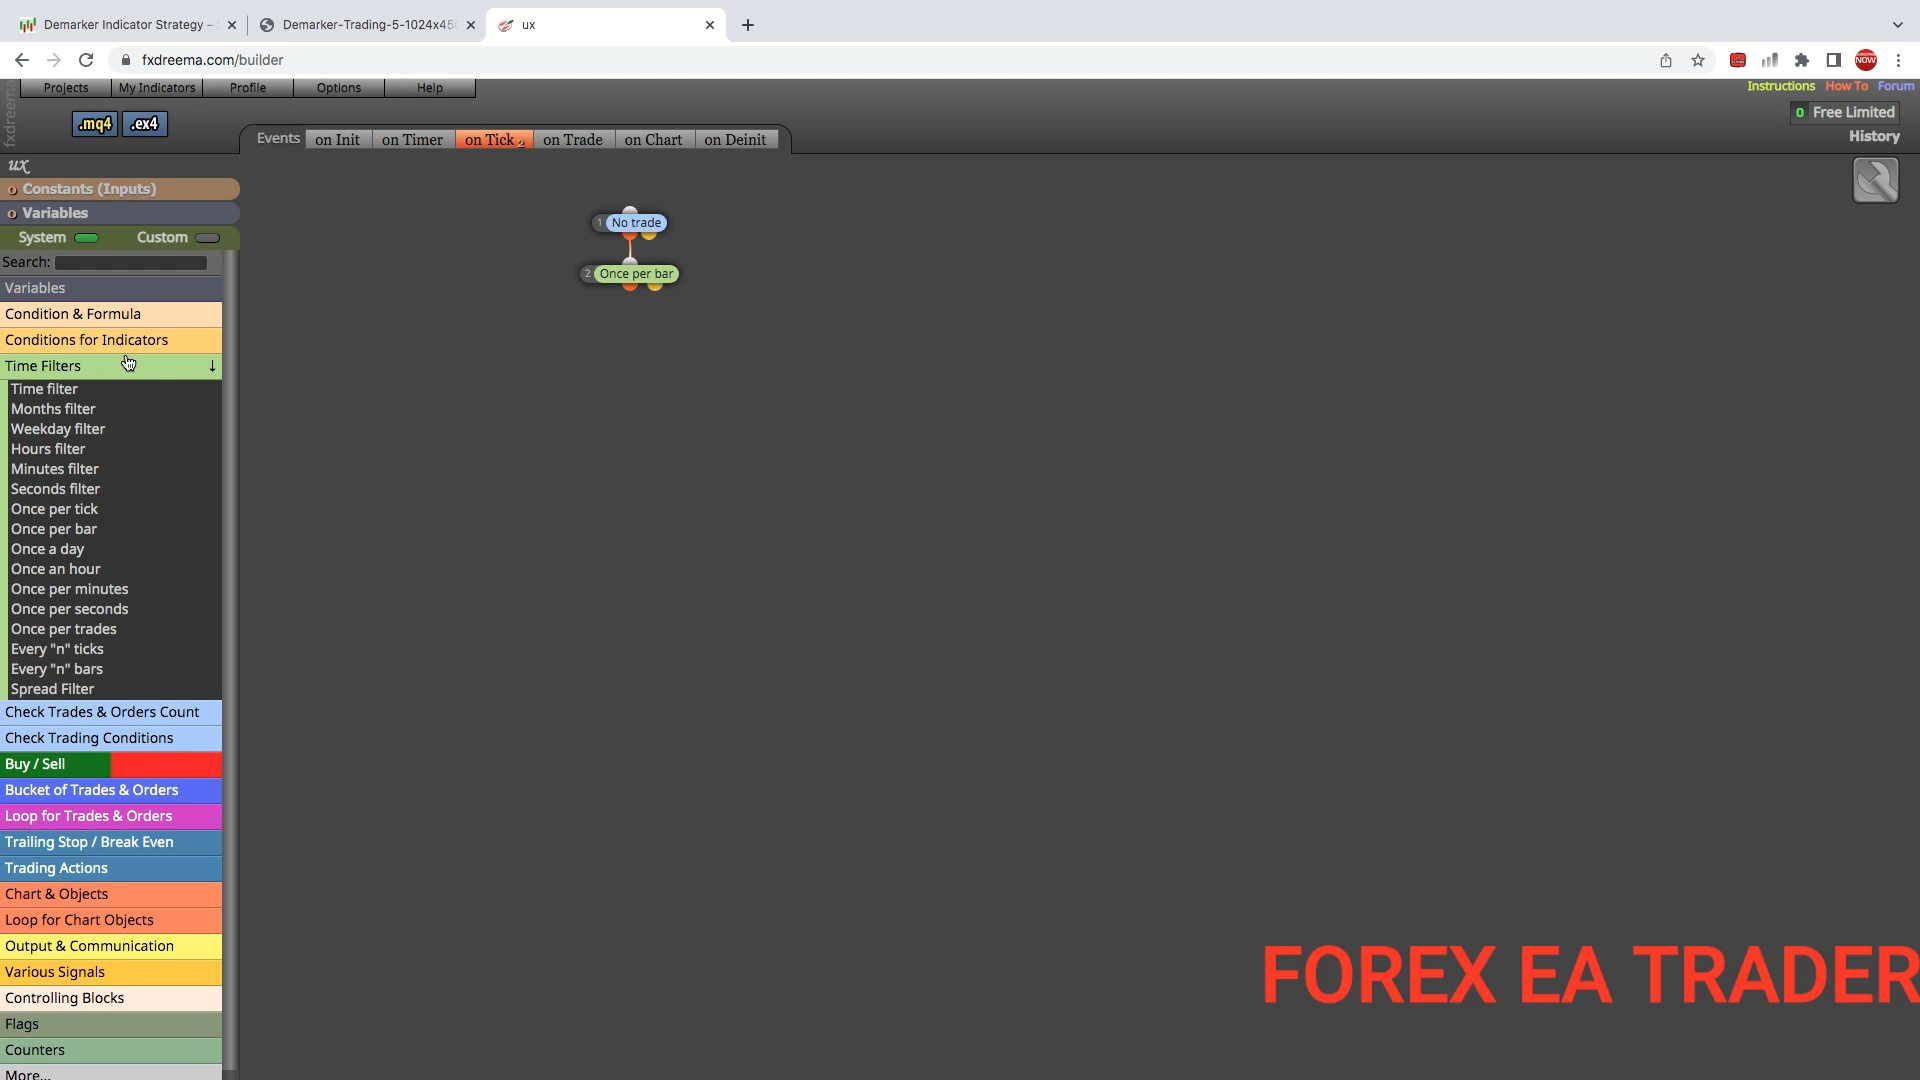 Demarker Indicator Strategy –
Demarker-Trading-5-1024x450
ux
fxdreema.com/builder
NOW
Projects
My Indicators
Profile
Options
Help
Instructions
How To
Forum
fxdreema
.mq4
.ex4
0 Free Limited
History
Events
on Init
on Timer
on Tick 2
on Trade
on Chart
on Deinit
ux
o Constants (Inputs)
o Variables
System
Custom
Search:
Variables
Condition & Formula
Conditions for Indicators
Time Filters ↓
Time filter
Months filter
Weekday filter
Hours filter
Minutes filter
Seconds filter
Once per tick
Once per bar
Once a day
Once an hour
Once per minutes
Once per seconds
Once per trades
Every "n" ticks
Every "n" bars
Spread Filter
Check Trades & Orders Count
Check Trading Conditions
Buy / Sell
Bucket of Trades & Orders
Loop for Trades & Orders
Trailing Stop / Break Even
Trading Actions
Chart & Objects
Loop for Chart Objects
Output & Communication
Various Signals
Controlling Blocks
Flags
Counters
More...
1 No trade
2 Once per bar
FOREX EA TRADER